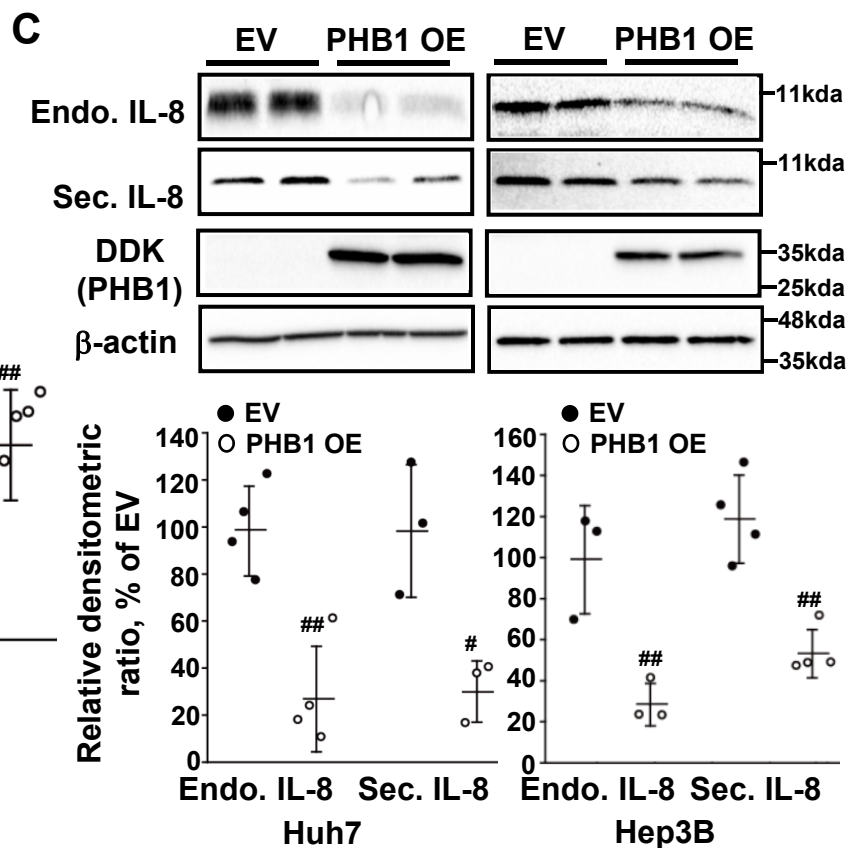 C
EV PHB1 OE EV PHB1 OE
Endo. IL-8
11kda
Sec. IL-8
11kda
DDK
(PHB1)
35kda
25kda
β-actin
48kda
35kda
##
Relative densitometric
ratio, % of EV
EV
PHB1 OE
140
120
100
80
60
40
20
0
##
#
Endo. IL-8 Sec. IL-8
Huh7
EV
PHB1 OE
160
140
120
100
80
60
40
20
0
##
##
Endo. IL-8 Sec. IL-8
Hep3B